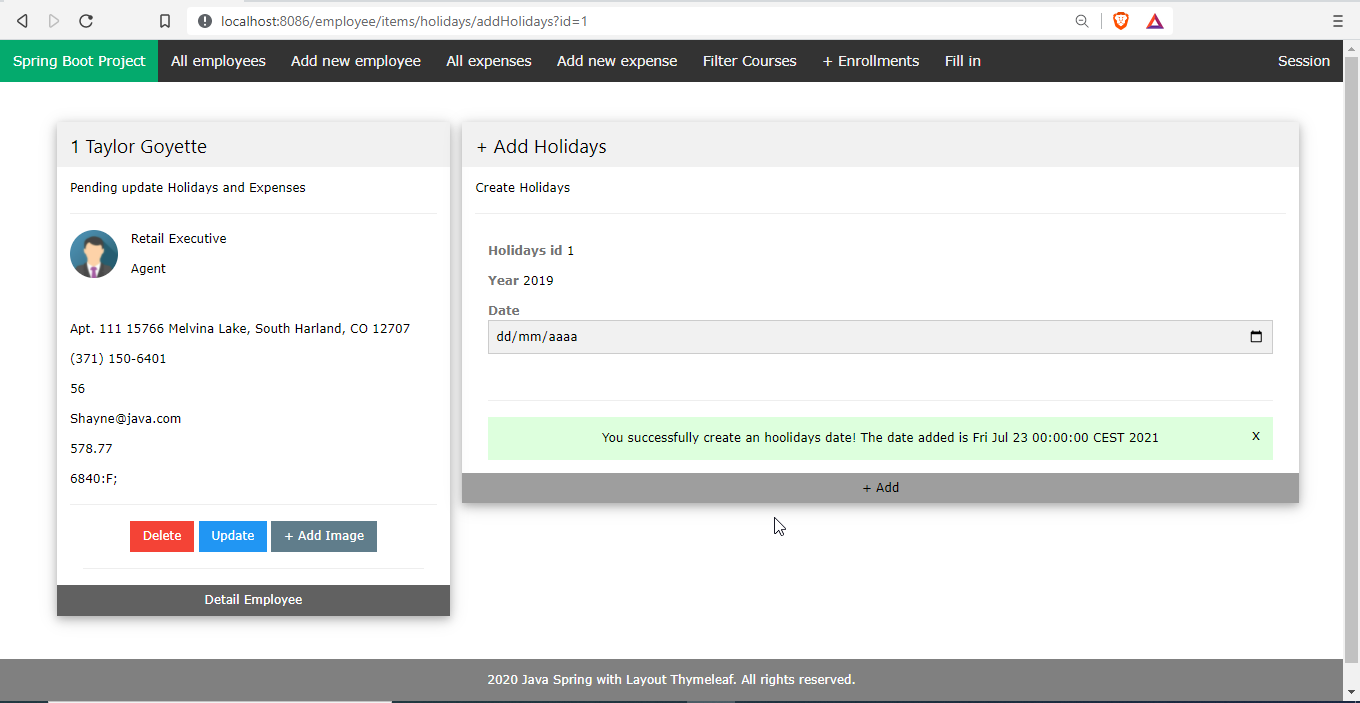 localhost:8086/employee/items/holidays/addHolidays?id=1
Spring Boot Project All employees Add new employee All expenses Add new expense Filter Courses + Enrollments Fill in Session
1 Taylor Goyette
Pending update Holidays and Expenses
Retail Executive
Agent
Apt. 111 15766 Melvina Lake, South Harland, CO 12707
(371) 150-6401
56
Shayne@java.com
578.77
6840:F;
Delete Update + Add Image
Detail Employee
+ Add Holidays
Create Holidays
Holidays id 1
Year 2019
Date
dd/mm/aaaa
You successfully create an hoolidays date! The date added is Fri Jul 23 00:00:00 CEST 2021 X
+ Add
2020 Java Spring with Layout Thymeleaf. All rights reserved.